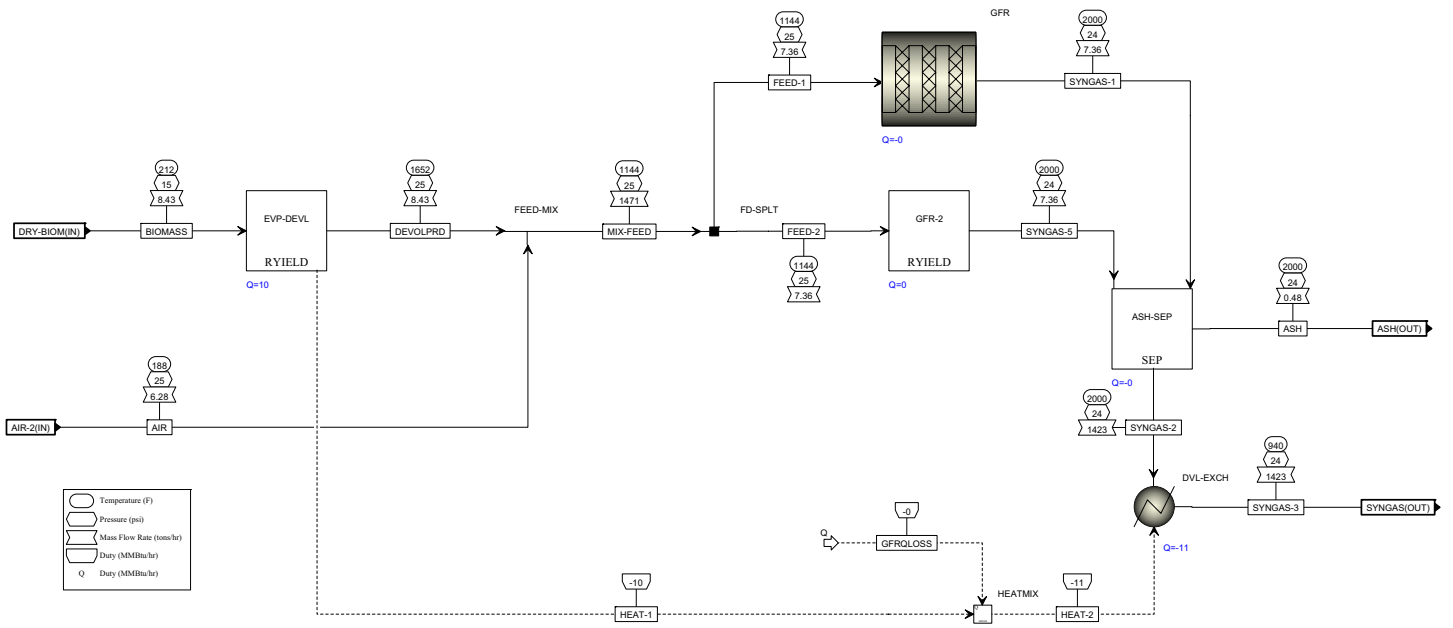 1144
25
7.36
FEED-1
GFR
Q=-0
2000
24
7.36
SYNGAS-1
DRY-BIOM(IN)
212
15
8.43
BIOMASS
EVP-DEVL
RYIELD
Q=10
1652
25
8.43
DEVOLPRD
FEED-MIX
1144
25
1471
MIX-FEED
FD-SPLT
FEED-2
1144
25
7.36
GFR-2
RYIELD
Q=0
2000
24
7.36
SYNGAS-5
ASH-SEP
SEP
Q=-0
2000
24
0.48
ASH
ASH(OUT)
AIR-2(IN)
188
25
6.28
AIR
2000
24
1423
SYNGAS-2
DVL-EXCH
Q=-11
940
24
1423
SYNGAS-3
SYNGAS(OUT)
Temperature (F)
Pressure (psi)
Mass Flow Rate (tons/hr)
Duty (MMBtu/hr)
Q Duty (MMBtu/hr)
Q
-0
GFRQLOSS
-10
HEAT-1
HEATMIX
Q
-11
HEAT-2